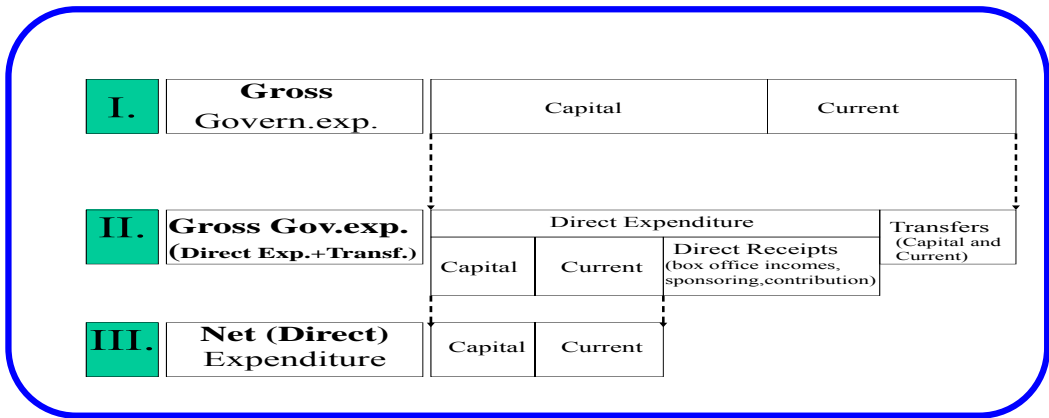 I.
Gross
Govern.exp.
Capital
Current
II.
Gross Gov.exp.
(Direct Exp.+Transf.)
Direct Expenditure
Capital
Current
Direct Receipts
(box office incomes,
sponsoring,contribution)
Transfers
(Capital and
Current)
III.
Net (Direct)
Expenditure
Capital
Current